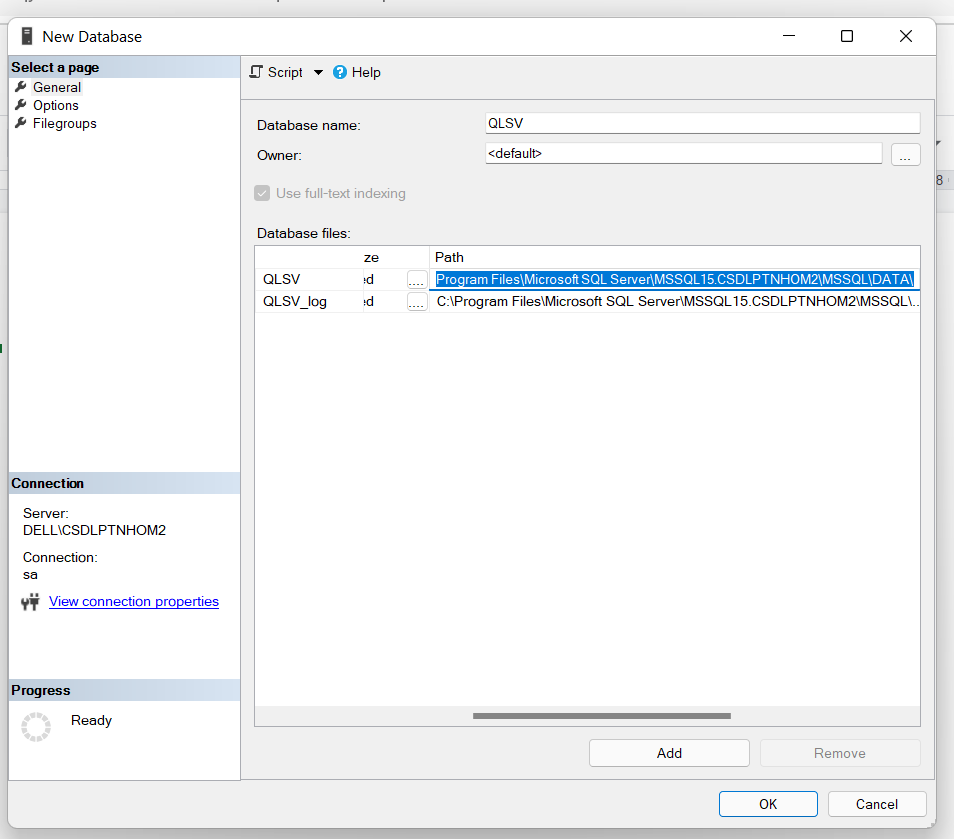 New Database
Select a page
General
Options
Filegroups
Script
Help
Database name:
QLSV
Owner:
<default>
...
Use full-text indexing
Database files:
ze
Path
QLSV
ed
....
Program Files\Microsoft SQL Server\MSSQL15.CSDLPTNHOM2\MSSQL\DATA\
QLSV_log
ed
....
C:\Program Files\Microsoft SQL Server\MSSQL15.CSDLPTNHOM2\MSSQL\...
Connection
Server:
DELL\CSDLPTNHOM2
Connection:
sa
View connection properties
Progress
Ready
Add
Remove
OK
Cancel
8